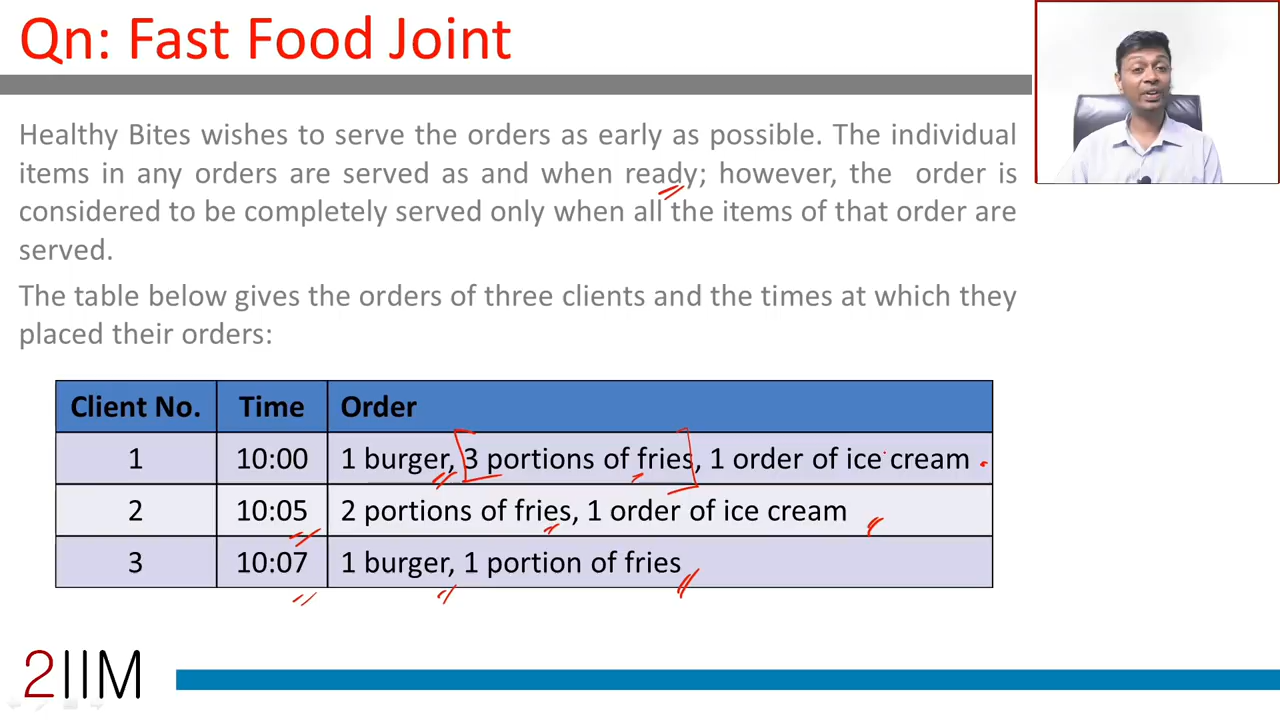 Qn: Fast Food Joint
Healthy Bites wishes to serve the orders as early as possible. The individual
items in any orders are served as and when ready; however, the order is
considered to be completely served only when all the items of that order are
served.
The table below gives the orders of three clients and the times at which they
placed their orders:
Client No. Time Order
1 10:00 1 burger, 3 portions of fries, 1 order of ice cream
2 10:05 2 portions of fries, 1 order of ice cream
3 10:07 1 burger, 1 portion of fries
2IIM